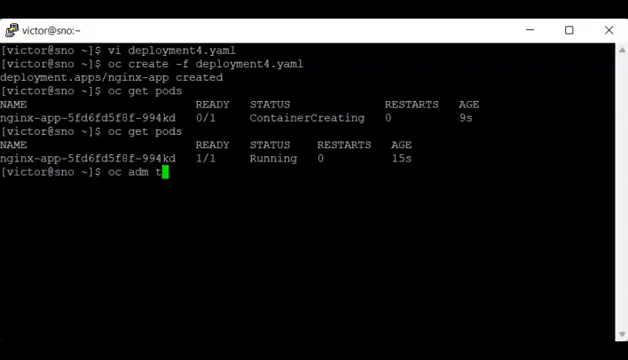 victor@sno:~
[victor@sno ~]$ vi deployment4.yaml
[victor@sno ~]$ oc create -f deployment4.yaml
deployment.apps/nginx-app created
[victor@sno ~]$ oc get pods
NAME READY STATUS RESTARTS AGE
nginx-app-5fd6fd5f8f-994kd 0/1 ContainerCreating 0 9s
[victor@sno ~]$ oc get pods
NAME READY STATUS RESTARTS AGE
nginx-app-5fd6fd5f8f-994kd 1/1 Running 0 15s
[victor@sno ~]$ oc adm t